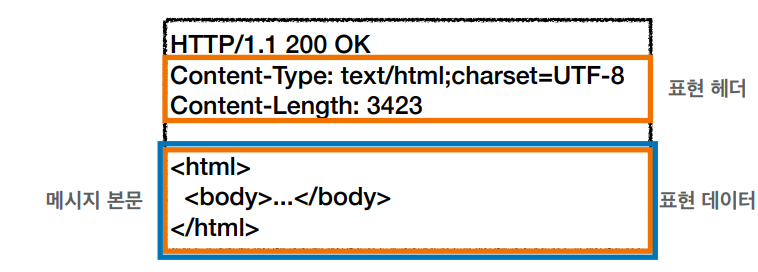 HTTP/1.1 200 OK
Content-Type: text/html;charset=UTF-8
Content-Length: 3423
표현 헤더
<html>
<body>...</body>
</html>
메시지 본문
표현 데이터